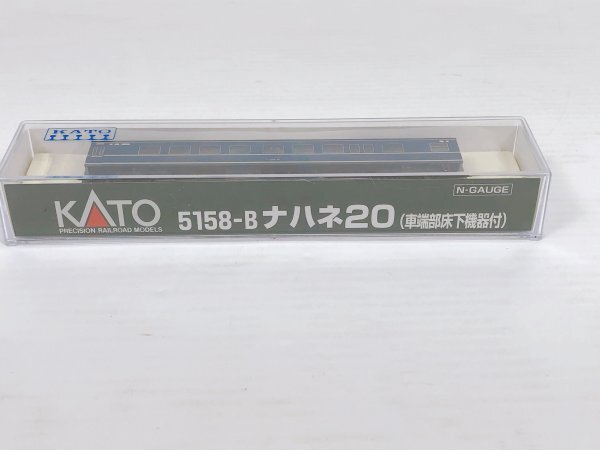 KATO
N-GAUGE
KATO
PRECISION RAILROAD MODELS
5158-B ナハネ20(車端部床下機器付)